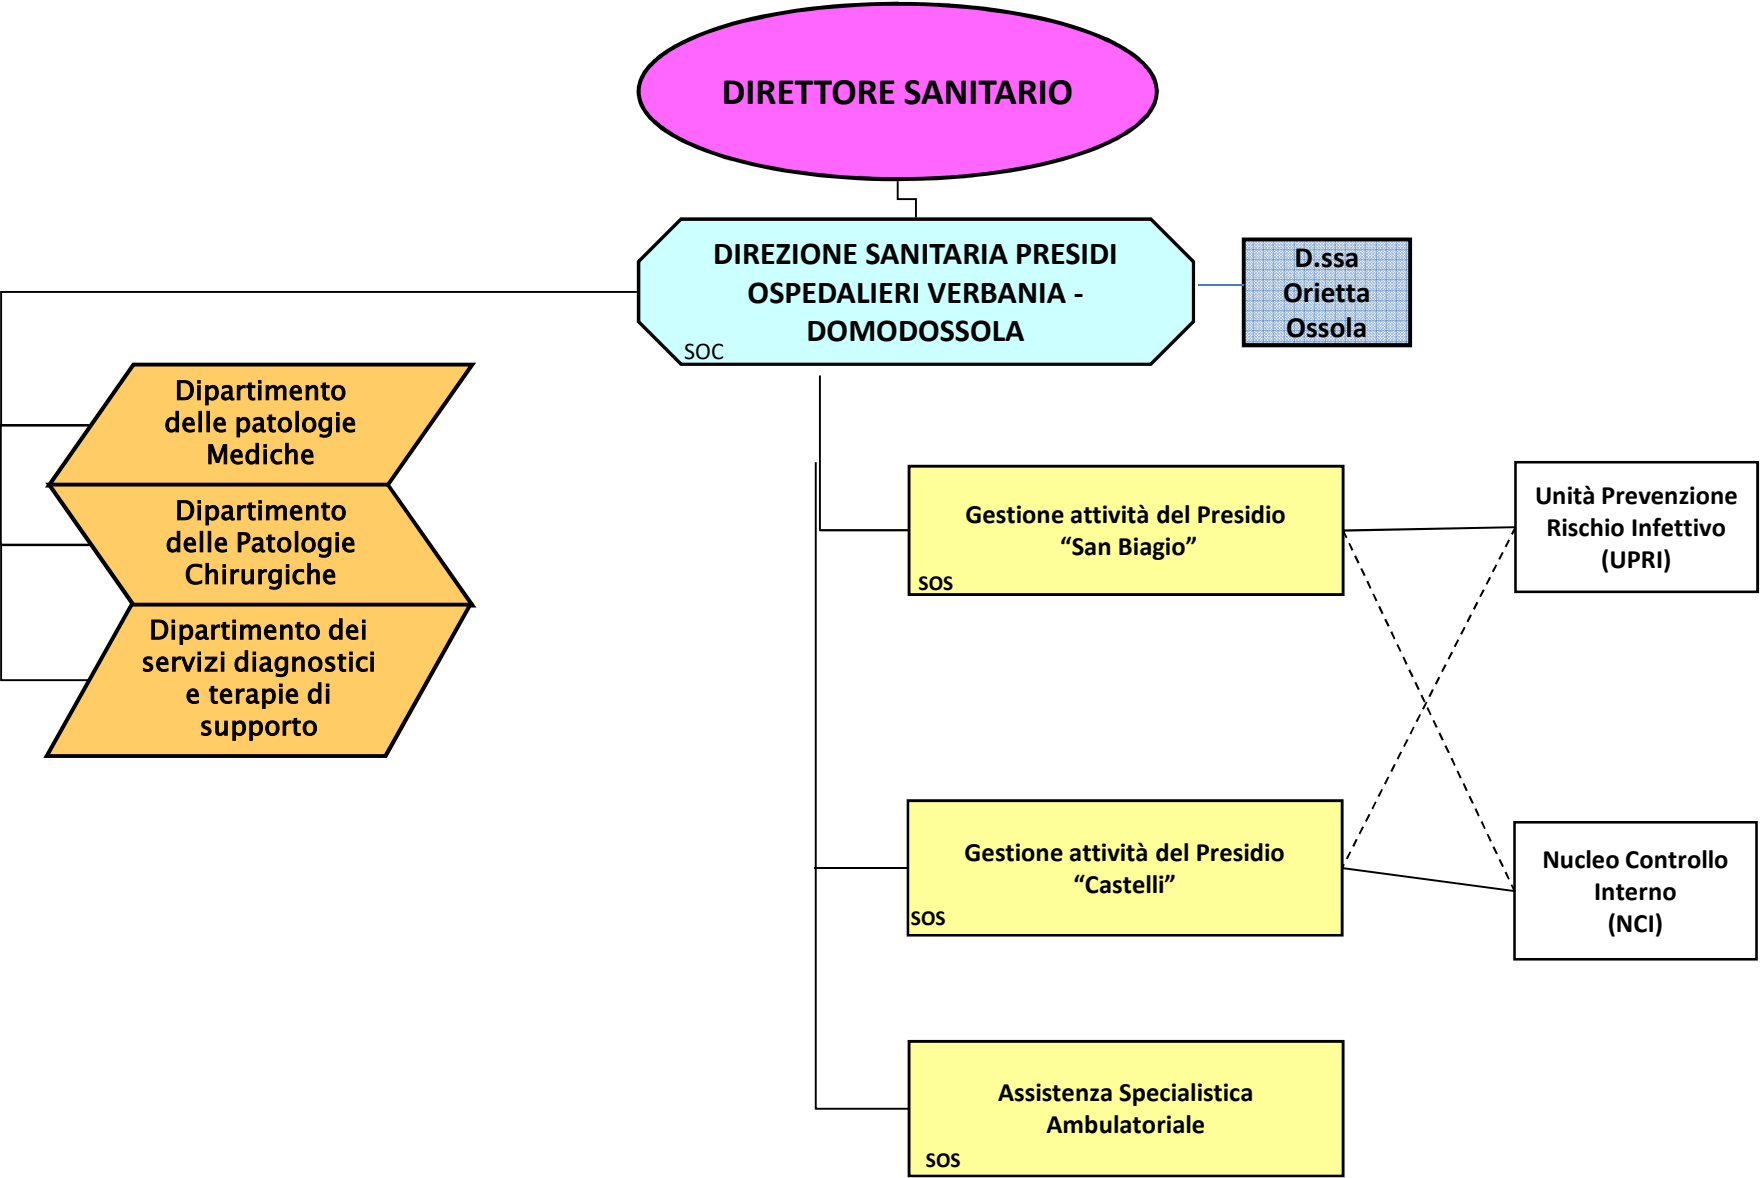 DIRETTORE SANITARIO
DIREZIONE SANITARIA PRESIDI
OSPEDALIERI VERBANIA -
DOMODOSSOLA
SOC
D.ssa
Orietta
Ossola
Dipartimento
delle patologie
Mediche
Dipartimento
delle Patologie
Chirurgiche
Dipartimento dei
servizi diagnostici
e terapie di
supporto
Gestione attività del Presidio
“San Biagio”
SOS
Unità Prevenzione
Rischio Infettivo
(UPRI)
Gestione attività del Presidio
“Castelli”
SOS
Nucleo Controllo
Interno
(NCI)
Assistenza Specialistica
Ambulatoriale
SOS